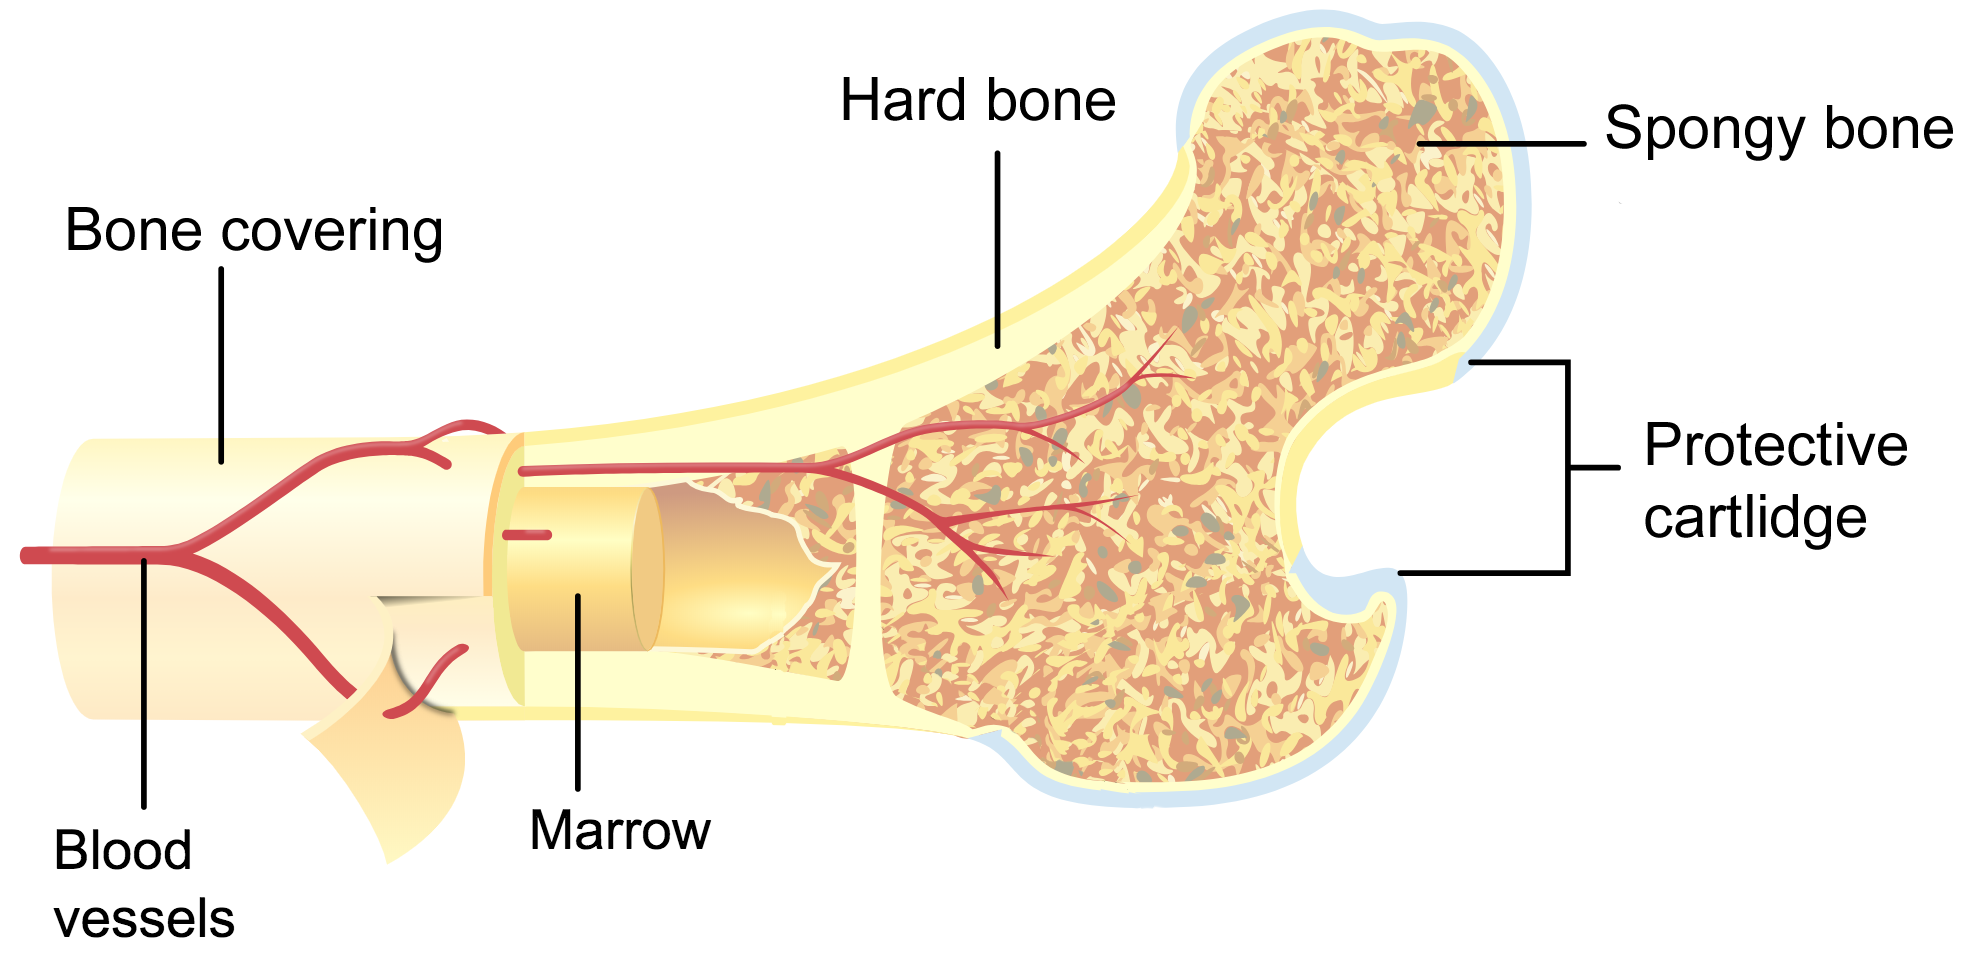 Hard bone
Spongy bone
Bone covering
Protective
cartlidge
Marrow
Blood
vessels